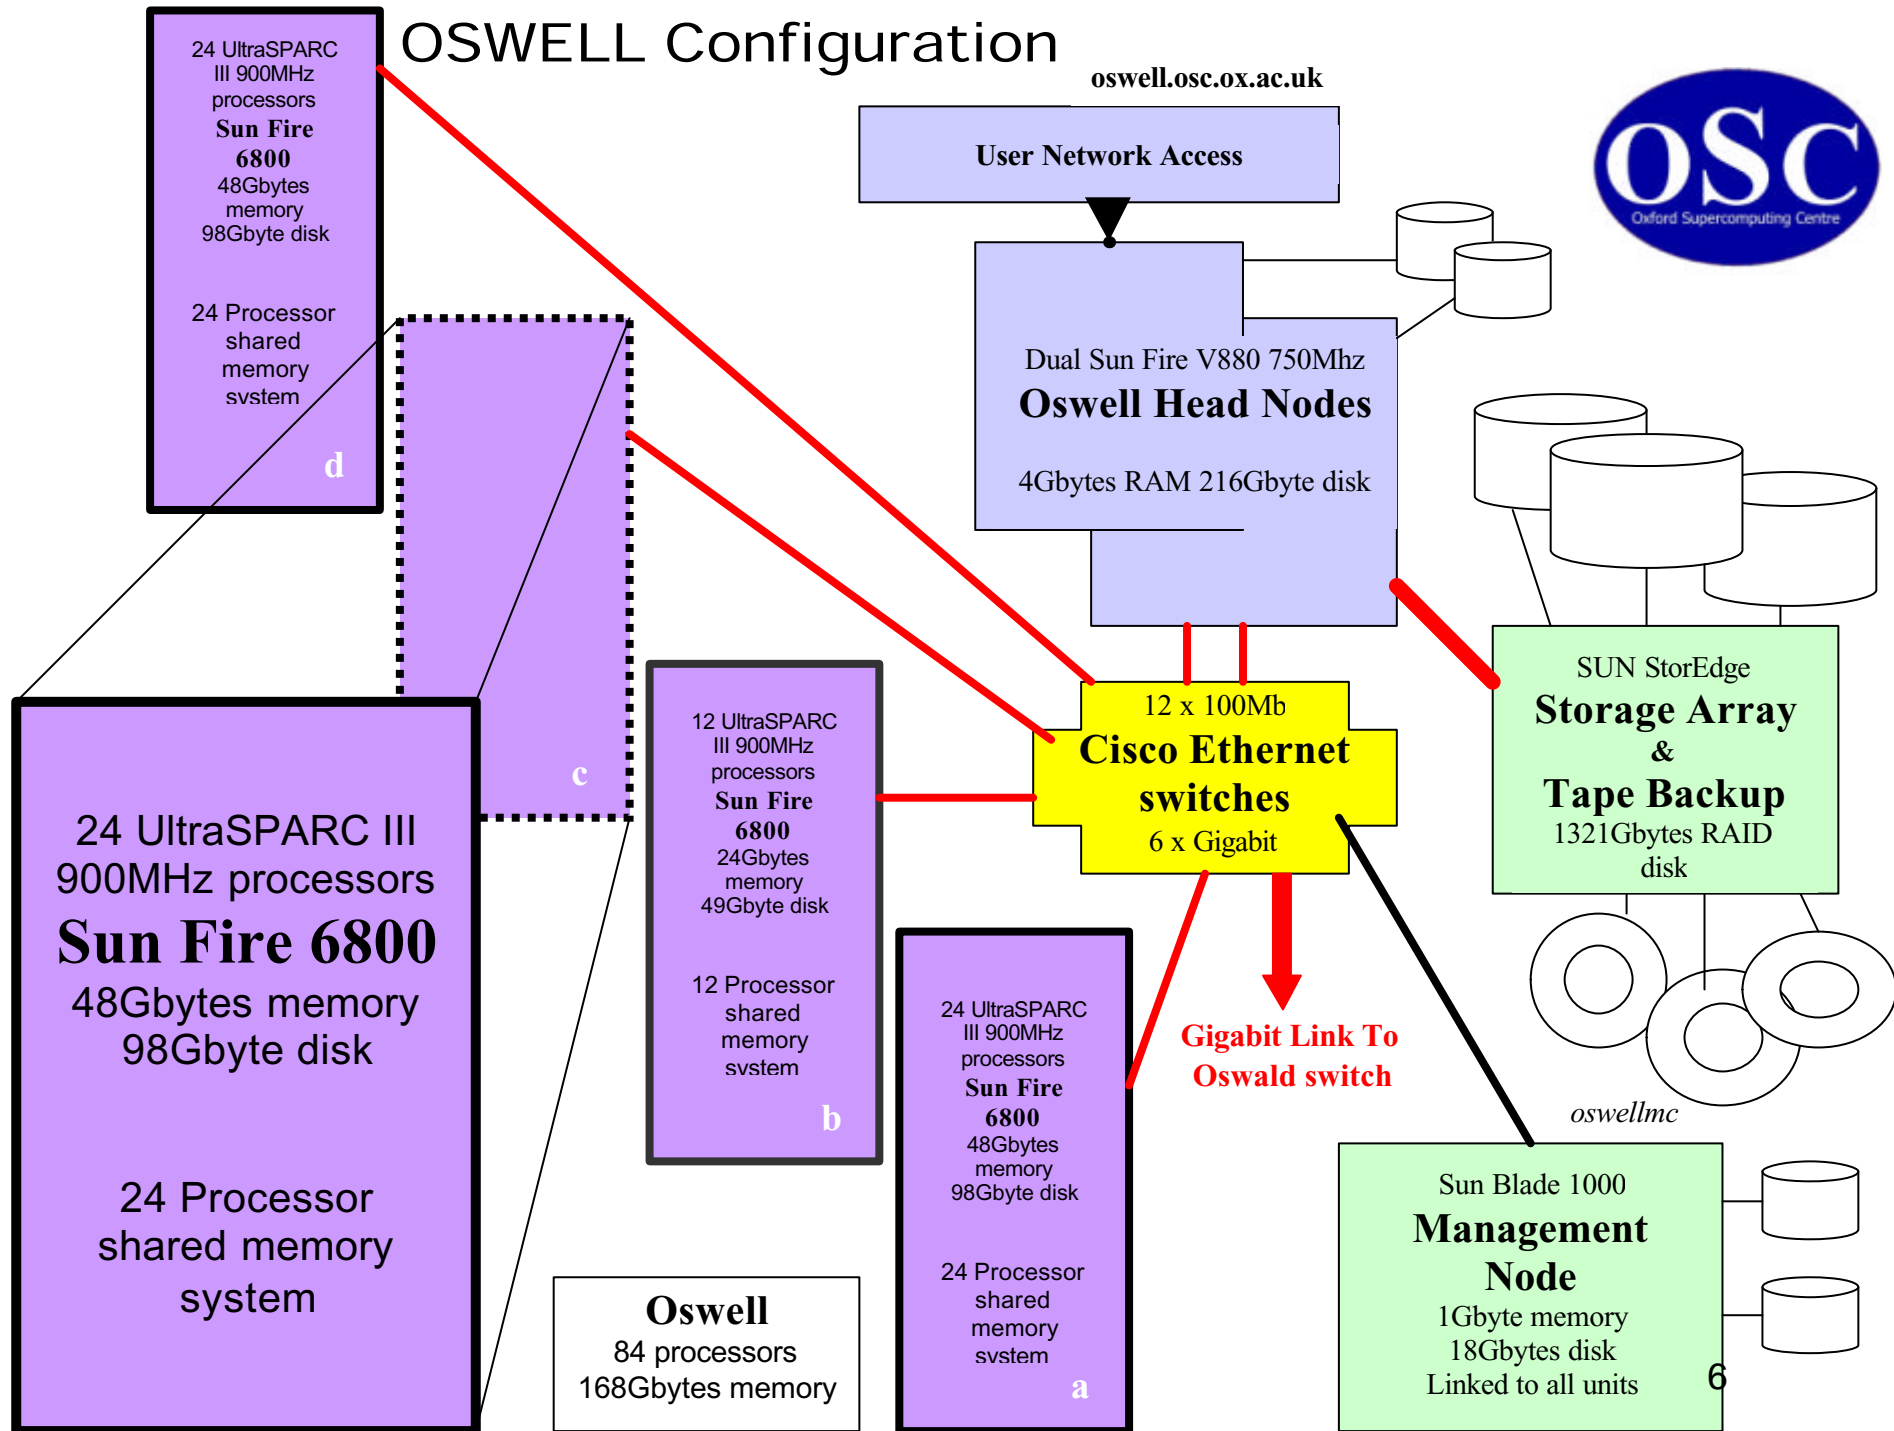 OSWELL Configuration
oswell.osc.ox.ac.uk
OSC
Oxford Supercomputing Centre
24 UltraSPARC
III 900MHz
processors
Sun Fire
6800
48Gbytes
memory
98Gbyte disk
24 Processor
shared
memory
system
d
User Network Access
Dual Sun Fire V880 750Mhz
Oswell Head Nodes
4Gbytes RAM 216Gbyte disk
c
12 UltraSPARC
III 900MHz
processors
Sun Fire
6800
24Gbytes
memory
49Gbyte disk
12 Processor
shared
memory
system
b
12 x 100Mb
Cisco Ethernet
switches
6 x Gigabit
SUN StorEdge
Storage Array
&
Tape Backup
1321Gbytes RAID
disk
24 UltraSPARC III
900MHz processors
Sun Fire 6800
48Gbytes memory
98Gbyte disk
24 Processor
shared memory
system
24 UltraSPARC
III 900MHz
processors
Sun Fire
6800
48Gbytes
memory
98Gbyte disk
24 Processor
shared
memory
system
a
Gigabit Link To
Oswald switch
oswellmc
Sun Blade 1000
Management
Node
1Gbyte memory
18Gbytes disk
Linked to all units
Oswell
84 processors
168Gbytes memory
6